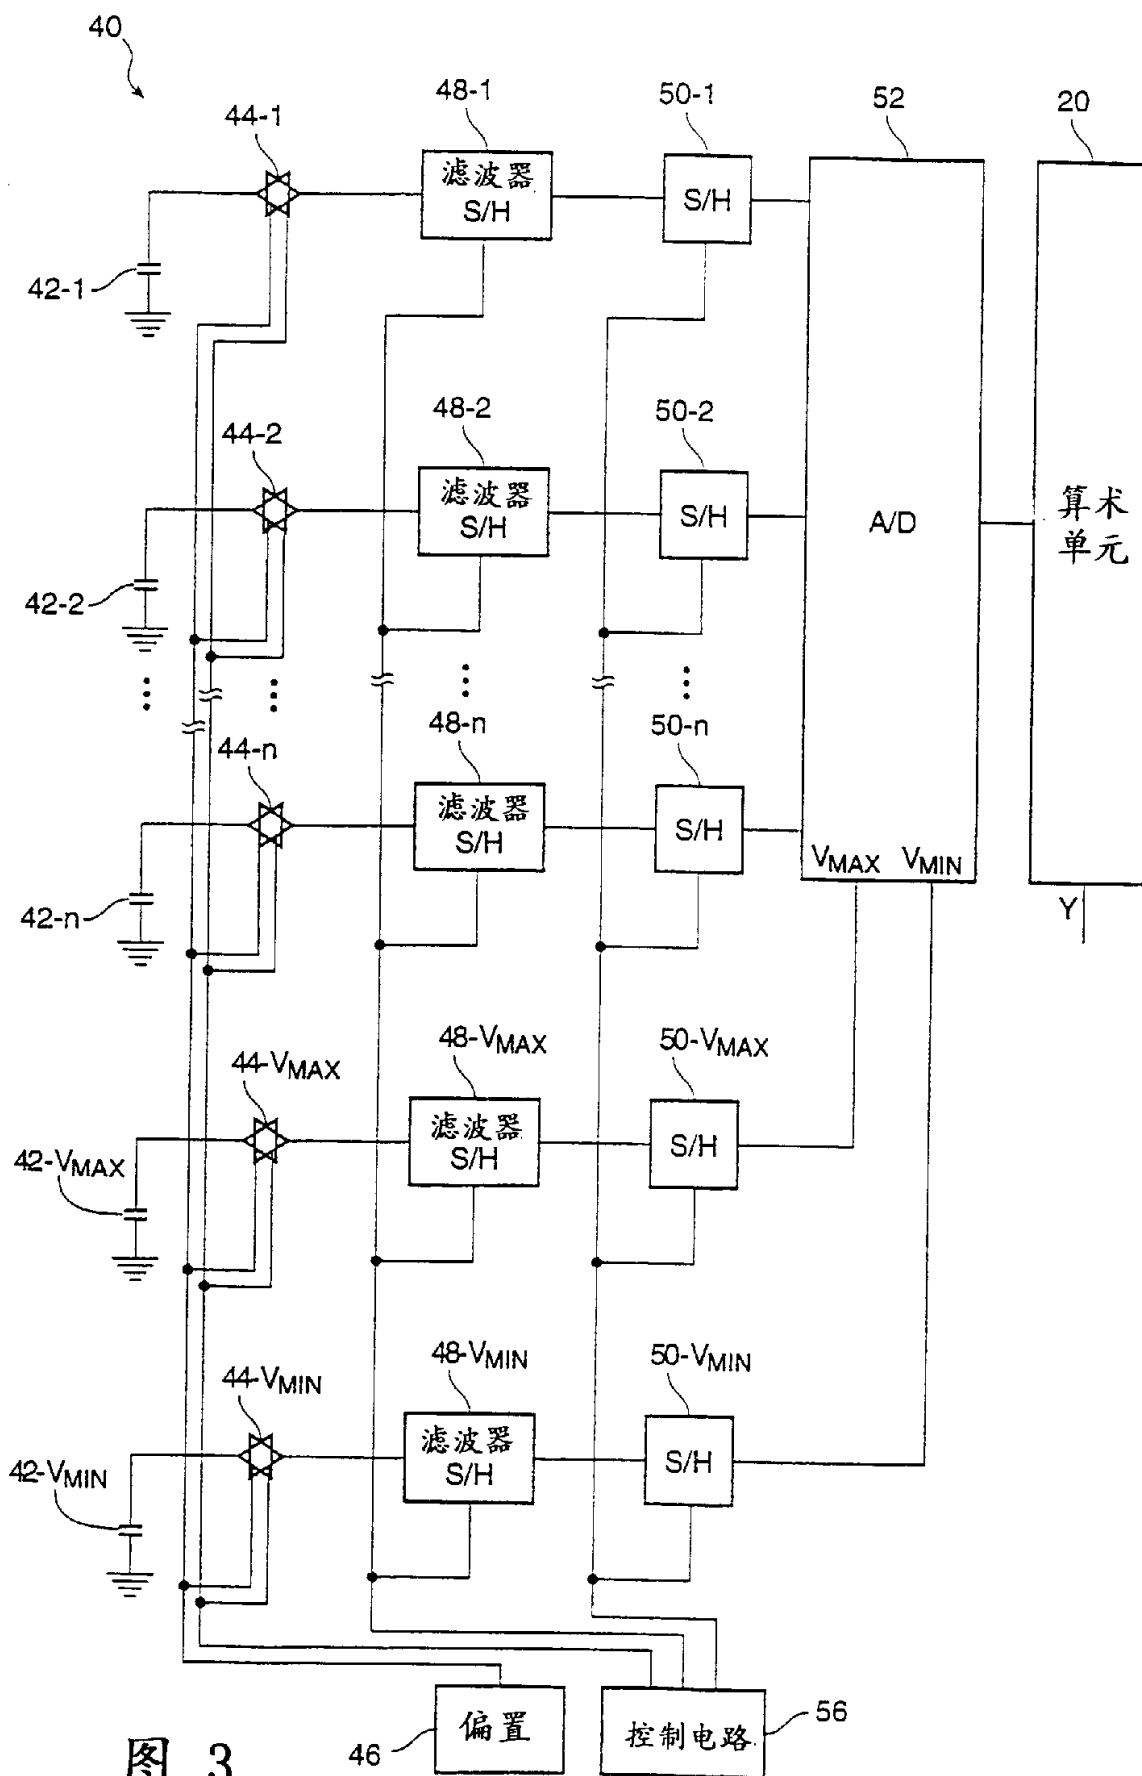 40
44-1
48-1
50-1
52
20
滤波器
S/H
S/H
42-1
44-2
48-2
50-2
滤波器
S/H
S/H
A/D
算术
单元
42-2
44-n
48-n
50-n
滤波器
S/H
S/H
VMAX
VMIN
42-n
Y
44-VMAX
48-VMAX
50-VMAX
滤波器
S/H
S/H
42-VMAX
44-VMIN
48-VMIN
50-VMIN
滤波器
S/H
S/H
42-VMIN
46
偏置
控制电路
56
图 3